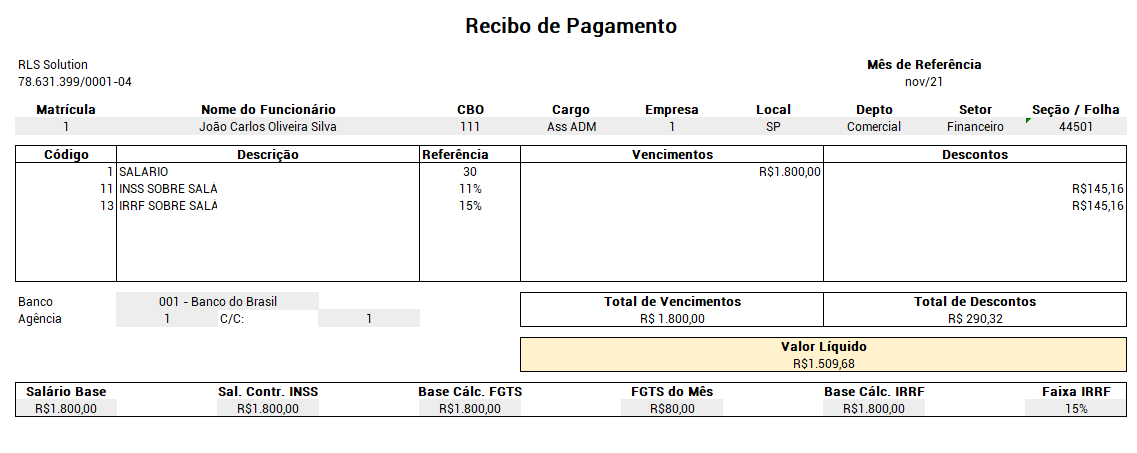 Recibo de Pagamento
RLS Solution Mês de Referência
78.631.399/0001-04 nov/21
Matrícula Nome do Funcionário CBO Cargo Empresa Local Depto Setor Seção / Folha
1 João Carlos Oliveira Silva 111 Ass ADM 1 SP Comercial Financeiro 44501
Código Descrição Referência Vencimentos Descontos
1 SALARIO 30 R$1.800,00
11 INSS SOBRE SALÁ 11% R$145,16
13 IRRF SOBRE SALÁ 15% R$145,16
Banco 001 - Banco do Brasil Total de Vencimentos Total de Descontos
Agência 1 C/C: 1 R$ 1.800,00 R$ 290,32
Valor Líquido
R$1.509,68
Salário Base Sal. Contr. INSS Base Cálc. FGTS FGTS do Mês Base Cálc. IRRF Faixa IRRF
R$1.800,00 R$1.800,00 R$1.800,00 R$80,00 R$1.800,00 15%